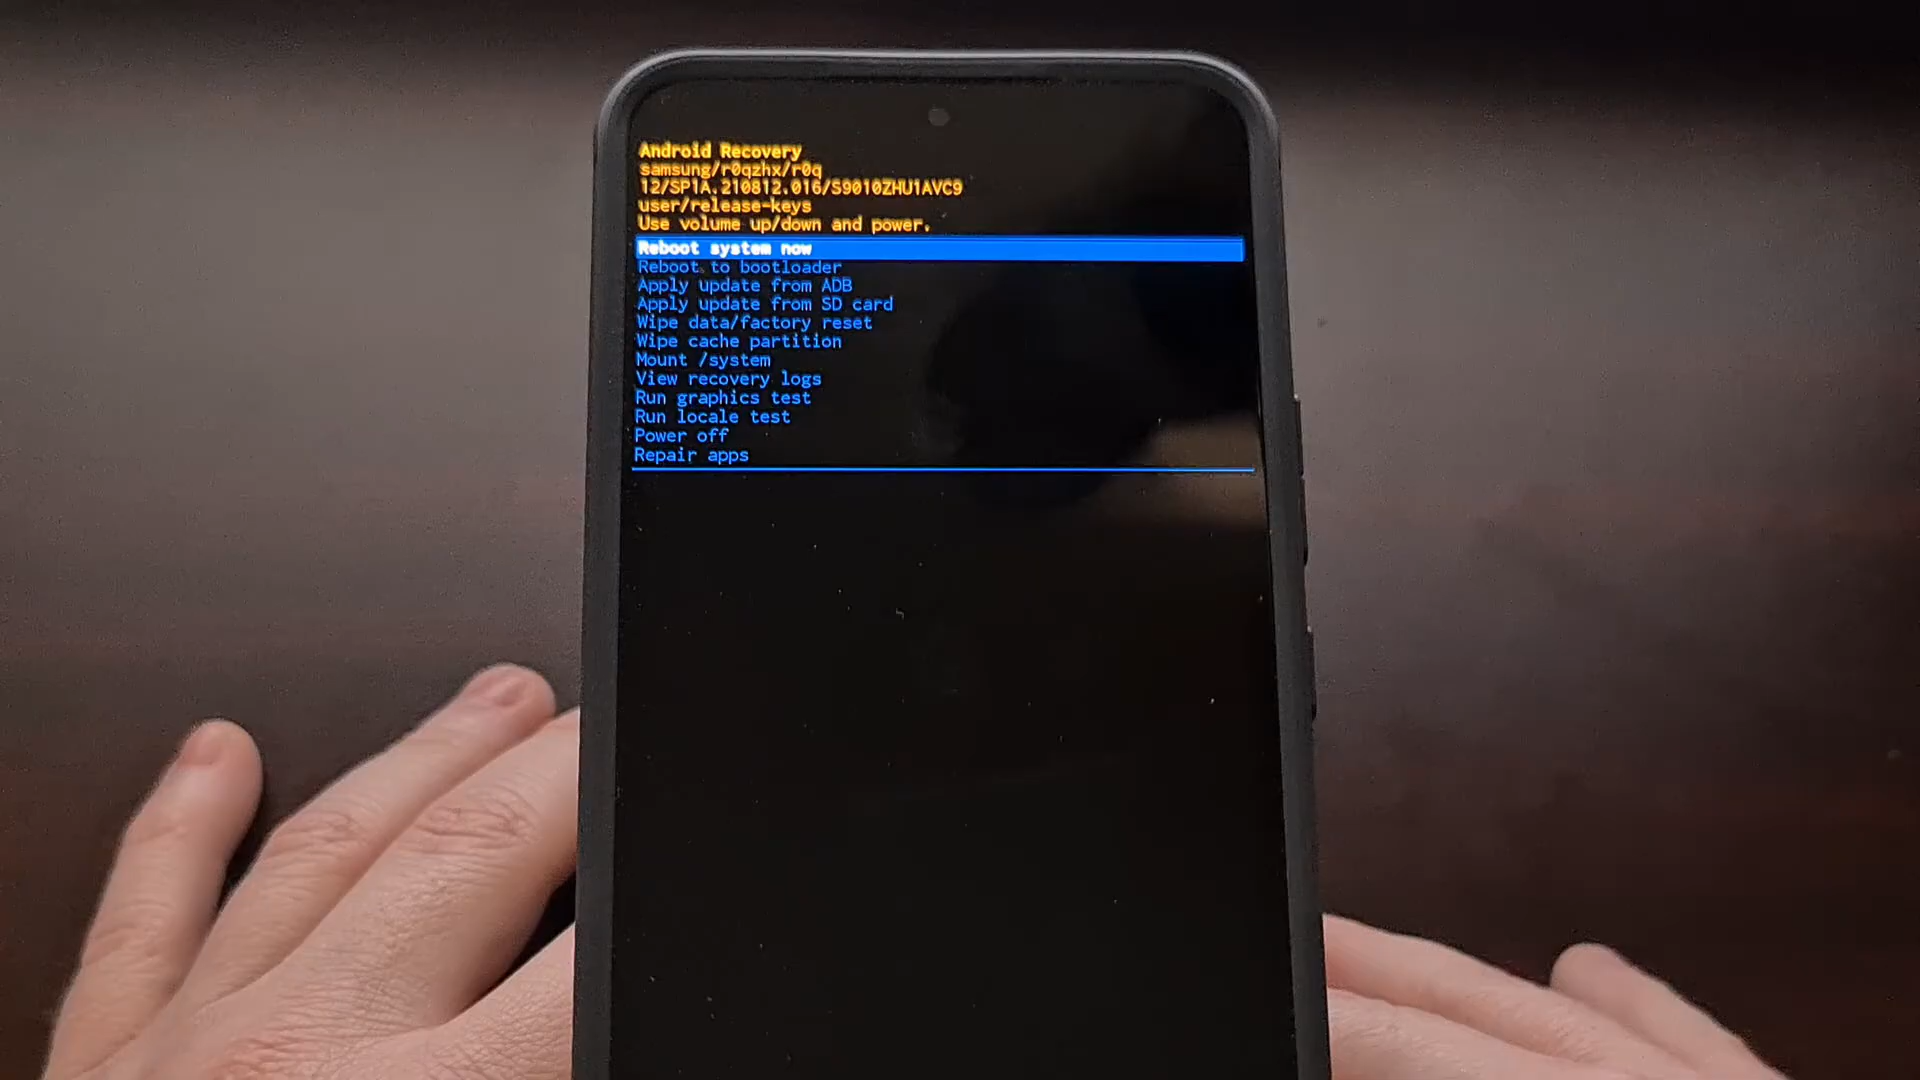 Android Recovery
samsung/r0qzhx/r0q
12/SP1A.210812.016/S9010ZHU1AVC9
user/release-keys
Use volume up/down and power.
Reboot system now
Reboot to bootloader
Apply update from ADB
Apply update from SD card
Wipe data/factory reset
Wipe cache partition
Mount /system
View recovery logs
Run graphics test
Run locale test
Power off
Repair apps